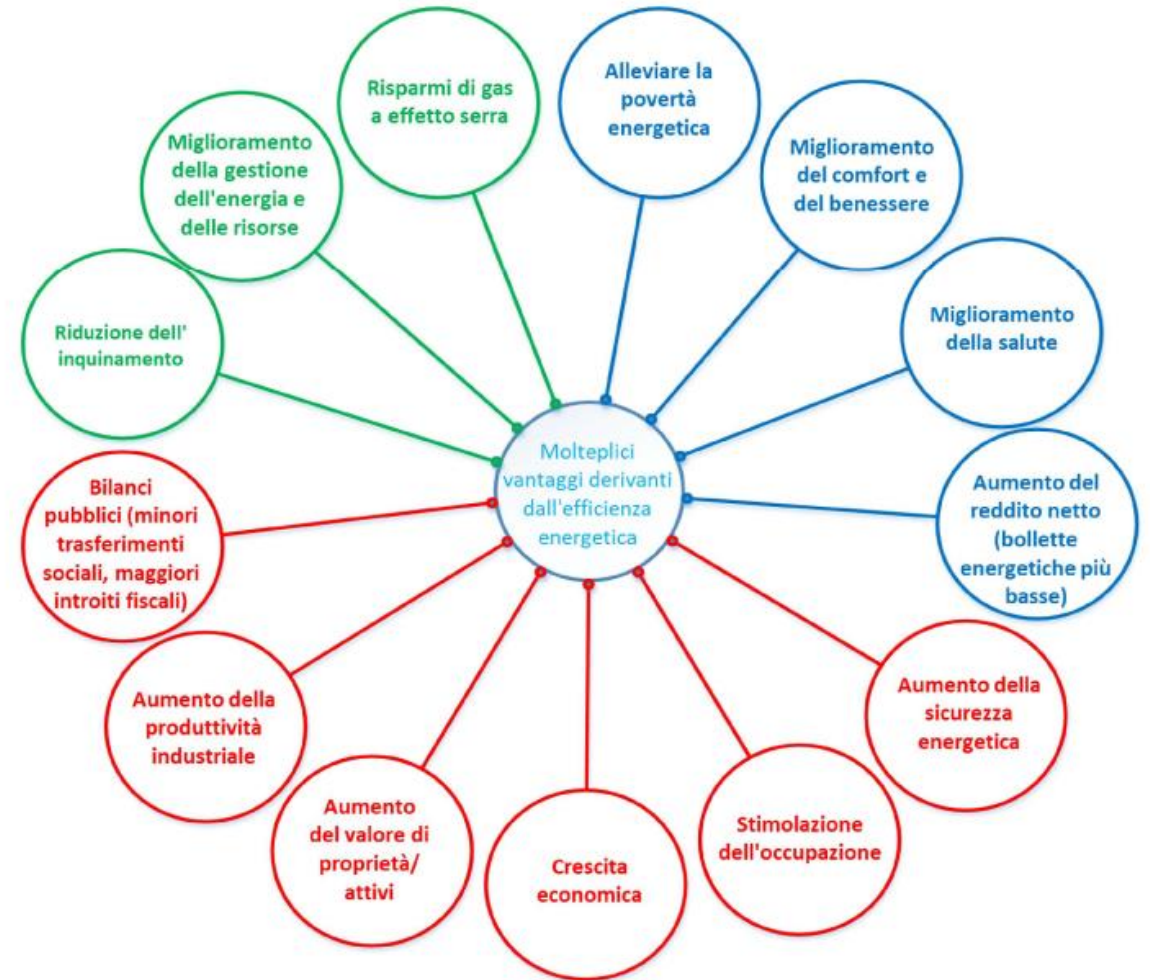 Risparmi di gas
a effetto serra
Alleviare la
povertà
energetica
Miglioramento
della gestione
dell'energia e
delle risorse
Miglioramento
del comfort e
del benessere
Riduzione dell'
inquinamento
Miglioramento
della salute
Molteplici
vantaggi derivanti
dall'efficienza
energetica
Bilanci
pubblici (minori
trasferimenti
sociali, maggiori
introiti fiscali)
Aumento del
reddito netto
(bollette
energetiche più
basse)
Aumento della
produttività
industriale
Aumento della
sicurezza
energetica
Aumento
del valore di
proprietà/
attivi
Crescita
economica
Stimolazione
dell'occupazione